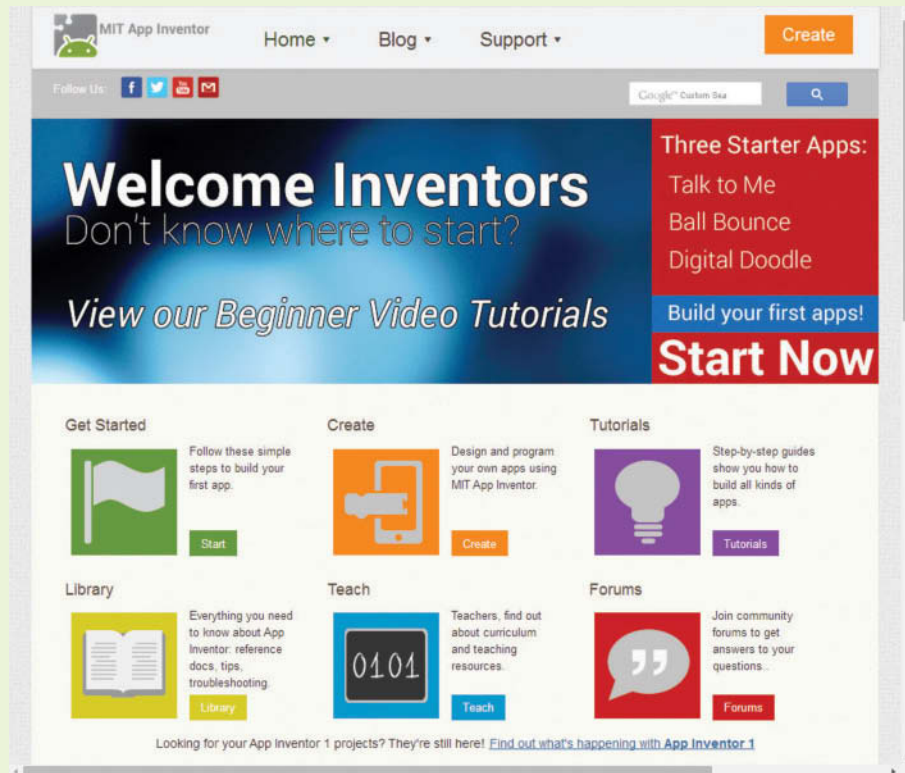 MIT App Inventor
Home
Blog
Support
Create
Follow Us:
f
You
Tube
M
Google™ Custom Sea
Welcome Inventors
Don't know where to start?
View our Beginner Video Tutorials
Three Starter Apps:
Talk to Me
Ball Bounce
Digital Doodle
Build your first apps!
Start Now
Get Started
Follow these simple
steps to build your
first app.
Start
Create
Design and program
your own apps using
MIT App Inventor.
Create
Tutorials
Step-by-step guides
show you how to
build all kinds of
apps.
Tutorials
Library
Everything you need
to know about App
Inventor: reference
docs, tips,
troubleshooting.
Library
Teach
0101
Teachers, find out
about curriculum
and teaching
resources.
Teach
Forums
Join community
forums to get
answers to your
questions..
Forums
Looking for your App Inventor 1 projects? They're still here! Find out what's happening with App Inventor 1